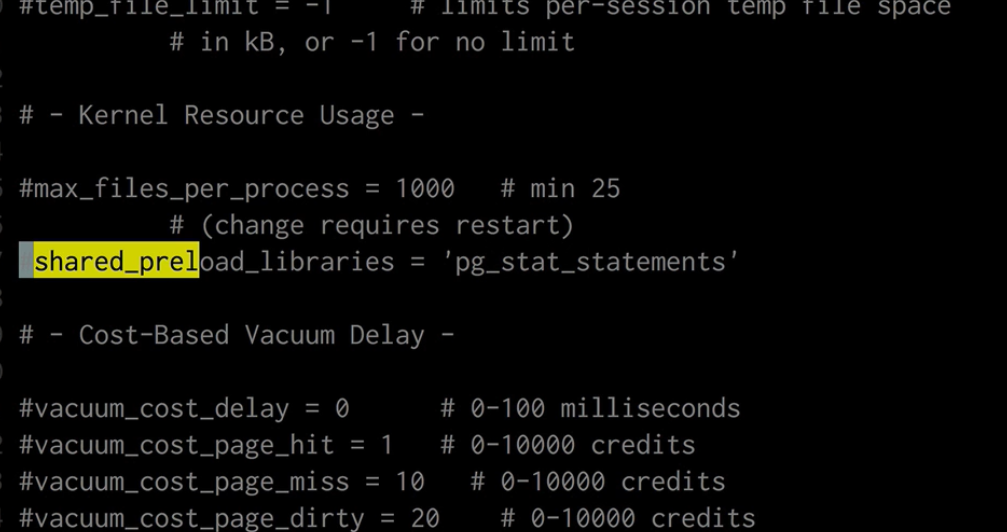 #temp_file_limit = -1 # limits per-session temp file space
# in kB, or -1 for no limit
# - Kernel Resource Usage -
#max_files_per_process = 1000 # min 25
# (change requires restart)
#shared_preload_libraries = 'pg_stat_statements'
# - Cost-Based Vacuum Delay -
#vacuum_cost_delay = 0 # 0-100 milliseconds
#vacuum_cost_page_hit = 1 # 0-10000 credits
#vacuum_cost_page_miss = 10 # 0-10000 credits
#vacuum_cost_page_dirty = 20 # 0-10000 credits